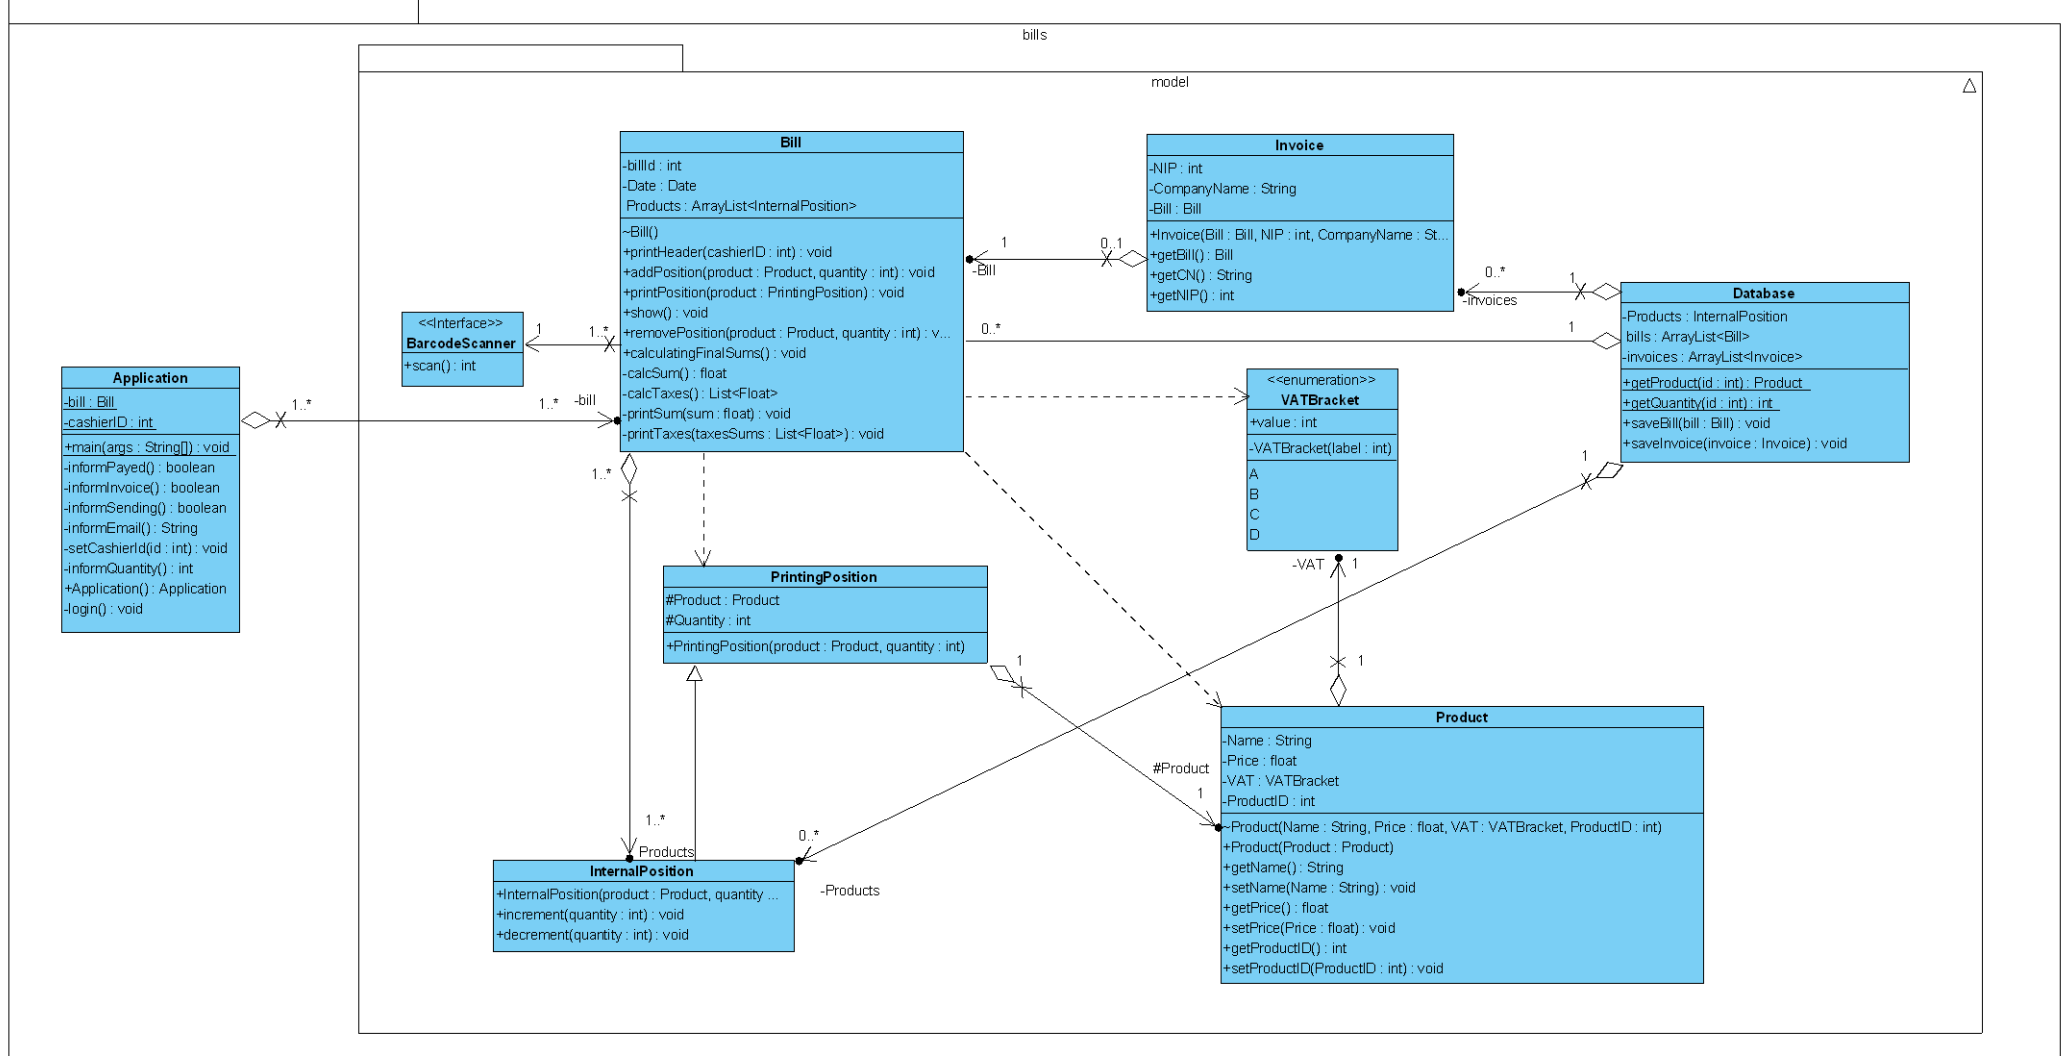 bills
model
Bill
-billId : int
-Date : Date
Products : ArrayList<InternalPosition>
~Bill()
+printHeader(cashierID : int) : void
+addPosition(product : Product, quantity : int) : void
+printPosition(product : PrintingPosition) : void
+show() : void
+removePosition(product : Product, quantity : int) : v...
+calculatingFinalSums() : void
-calcSum() : float
-calcTaxes() : List<Float>
-printSum(sum : float) : void
-printTaxes(taxesSums : List<Float>) : void
Invoice
-NIP : int
-CompanyName : String
-Bill : Bill
+Invoice(Bill : Bill, NIP : int, CompanyName : St...
+getBill() : Bill
+getCN() : String
+getNIP() : int
1
0..1
-Bill
0..*
1
-invoices
Database
-Products : InternalPosition
bills : ArrayList<Bill>
-invoices : ArrayList<Invoice>
+getProduct(id : int) : Product
+getQuantity(id : int) : int
+saveBill(bill : Bill) : void
+saveInvoice(invoice : Invoice) : void
0..*
1
<<Interface>>
BarcodeScanner
+scan() : int
1
1..*
Application
-bill : Bill
-cashierID : int
+main(args : String[]) : void
-informPayed() : boolean
-informInvoice() : boolean
-informSending() : boolean
-informEmail() : String
-setCashierId(id : int) : void
-informQuantity() : int
+Application() : Application
-login() : void
1..*
1..*
-bill
<<enumeration>>
VATBracket
+value : int
-VATBracket(label : int)
A
B
C
D
1..*
1
-VAT
1
1
PrintingPosition
#Product : Product
#Quantity : int
+PrintingPosition(product : Product, quantity : int)
1
#Product
1
Product
-Name : String
-Price : float
-VAT : VATBracket
-ProductID : int
~Product(Name : String, Price : float, VAT : VATBracket, ProductID : int)
+Product(Product : Product)
+getName() : String
+setName(Name : String) : void
+getPrice() : float
+setPrice(Price : float) : void
+getProductID() : int
+setProductID(ProductID : int) : void
1..*
Products
0..*
-Products
InternalPosition
+InternalPosition(product : Product, quantity ...
+increment(quantity : int) : void
+decrement(quantity : int) : void